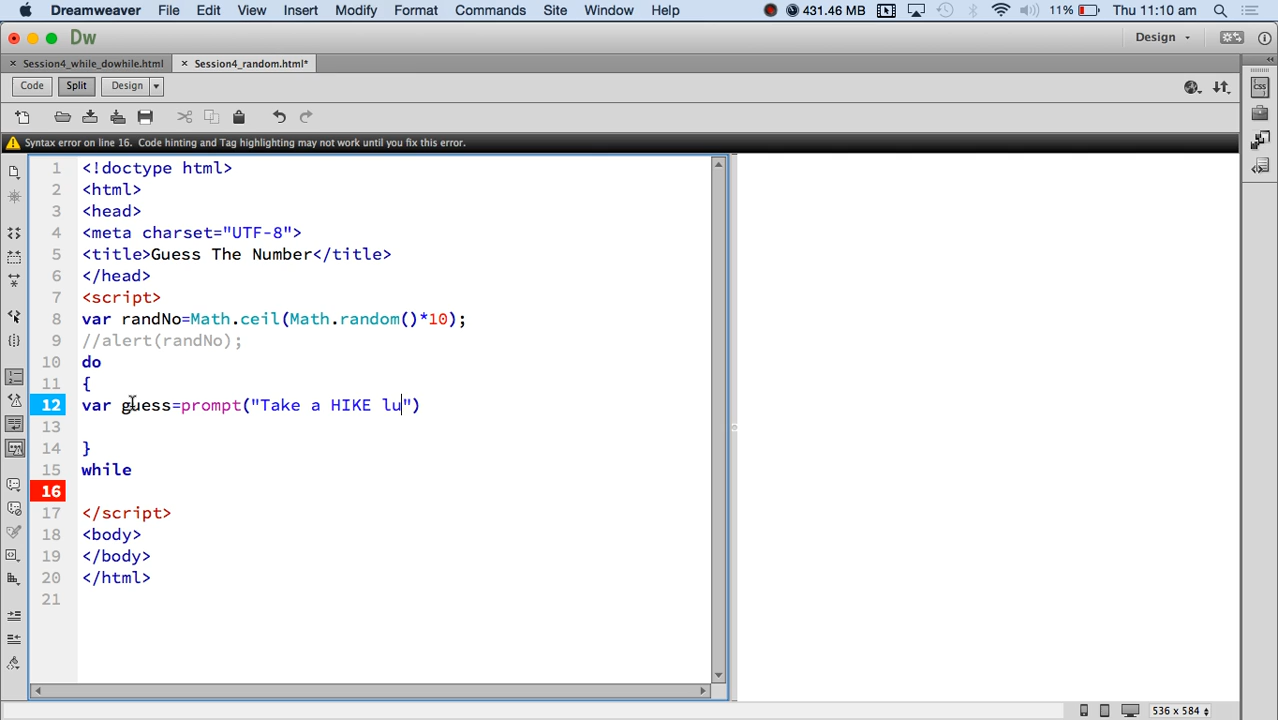 Dreamweaver File Edit View Insert Modify Format Commands Site Window Help 431.46 MB 11% Thu 11:10 am
Dw Design
× Session4_while_dowhile.html × Session4_random.html*
Code Split Design
Syntax error on line 16. Code hinting and Tag highlighting may not work until you fix this error.
1 <!doctype html>
2 <html>
3 <head>
4 <meta charset="UTF-8">
5 <title>Guess The Number</title>
6 </head>
7 <script>
8 var randNo=Math.ceil(Math.random()*10);
9 //alert(randNo);
10 do
11 {
12 var guess=prompt("Take a HIKE lu")
13
14 }
15 while
16
17 </script>
18 <body>
19 </body>
20 </html>
21
536 x 584